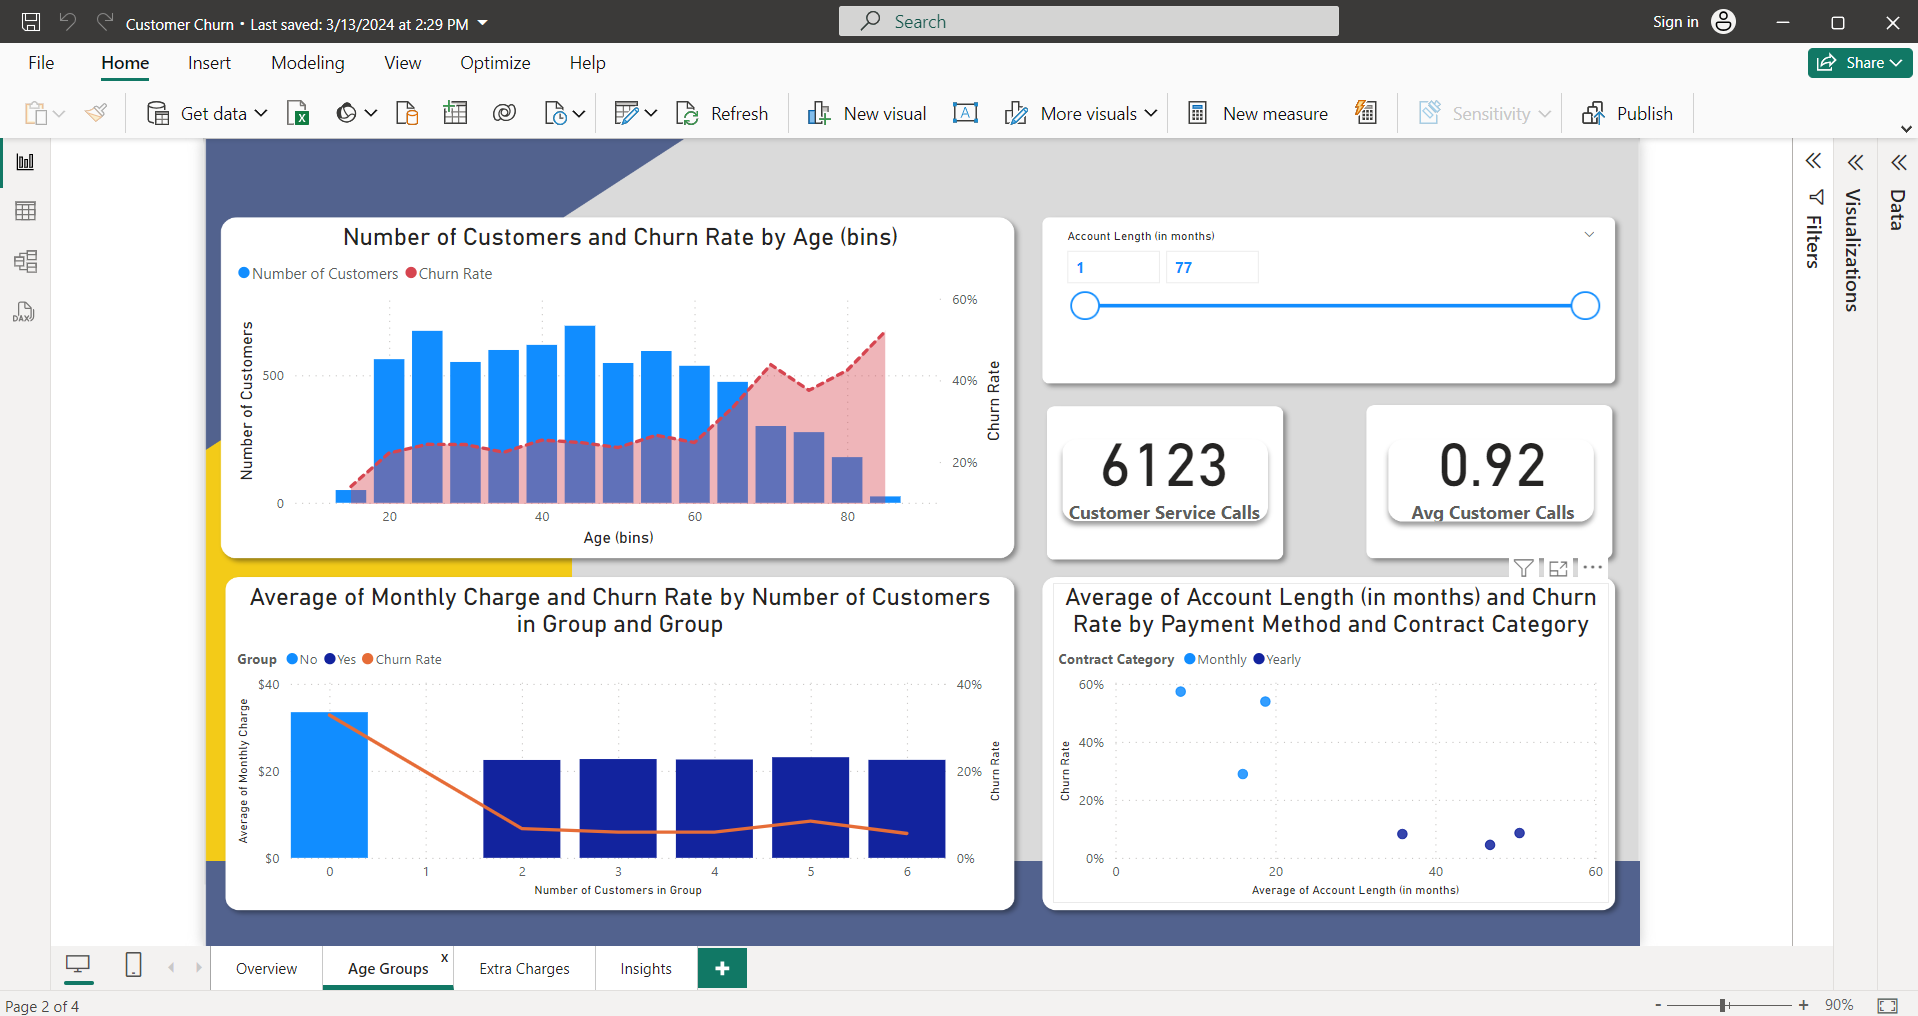 Customer Churn • Last saved: 3/13/2024 at 2:29 PM
Search
Sign in
File Home Insert Modeling View Optimize Help
Share
Get data
Refresh
New visual
More visuals
New measure
Sensitivity
Publish
DAX
Filters
Visualizations
Data
Number of Customers and Churn Rate by Age (bins)
Number of Customers Churn Rate
Number of Customers
500
0
20 40 60 80
Age (bins)
60%
40%
20%
Churn Rate
Account Length (in months)
1 77
6123
Customer Service Calls
0.92
Avg Customer Calls
Average of Monthly Charge and Churn Rate by Number of Customers
in Group and Group
Group No Yes Churn Rate
Average of Monthly Charge
$40
$20
$0
0 1 2 3 4 5 6
Number of Customers in Group
40%
20%
0%
Churn Rate
Average of Account Length (in months) and Churn
Rate by Payment Method and Contract Category
Contract Category Monthly Yearly
Churn Rate
60%
40%
20%
0%
0 20 40 60
Average of Account Length (in months)
Overview
Age Groups
x
Extra Charges
Insights
+
Page 2 of 4
- + 90%